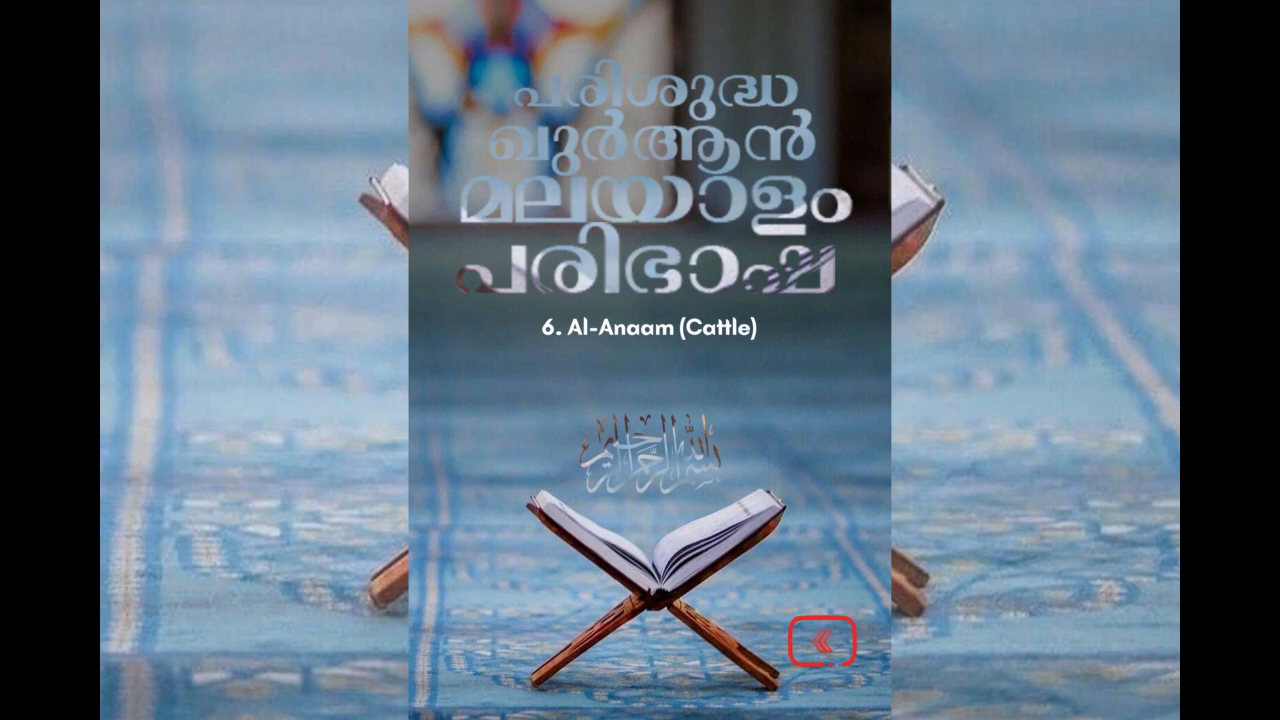 പരിശുദ്ധ
ഖുർആൻ
മലയാളം
പരിഭാഷ
6. Al-Anaam (Cattle)
بسم الله الرحمن الرحيم